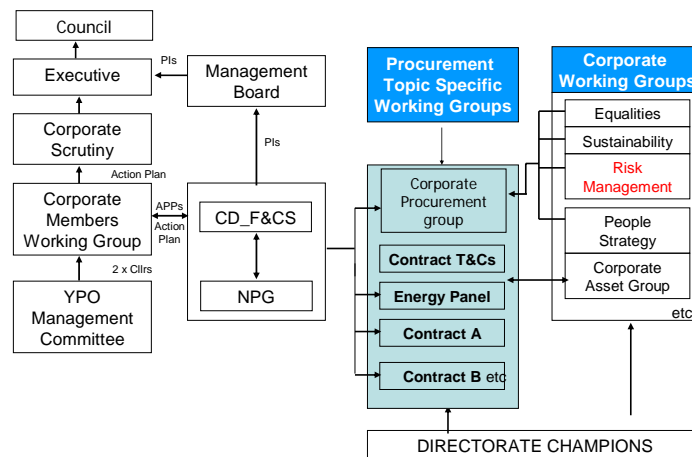 Council
Executive
Corporate
Scrutiny
Action Plan
Corporate
Members
Working Group
2 x Cllrs
YPO
Management
Committee
PIs
Management
Board
PIs
APPs
Action
Plan
CD_F&CS
NPG
Procurement
Topic Specific
Working Groups
Corporate
Procurement
group
Contract T&Cs
Energy Panel
Contract A
Contract B etc
Corporate
Working Groups
Equalities
Sustainability
Risk
Management
People
Strategy
Corporate
Asset Group
etc
DIRECTORATE CHAMPIONS